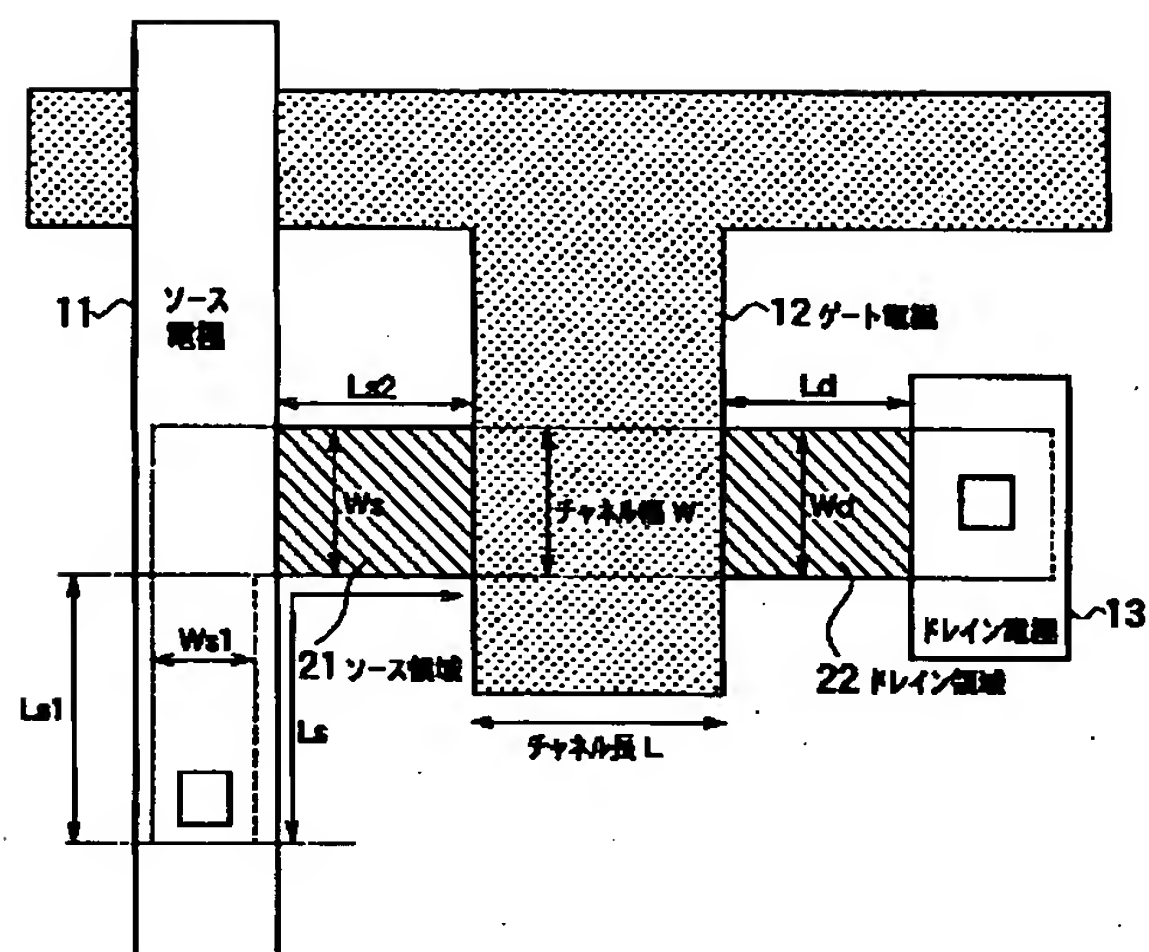 11
ソース
電極
12 ゲート電極
Ls2
Ld
Ws
チャネル幅 W
Wd
Ws1
21 ソース領域
ドレイン電極
13
22 ドレイン領域
Ls1
Ls
チャネル長 L